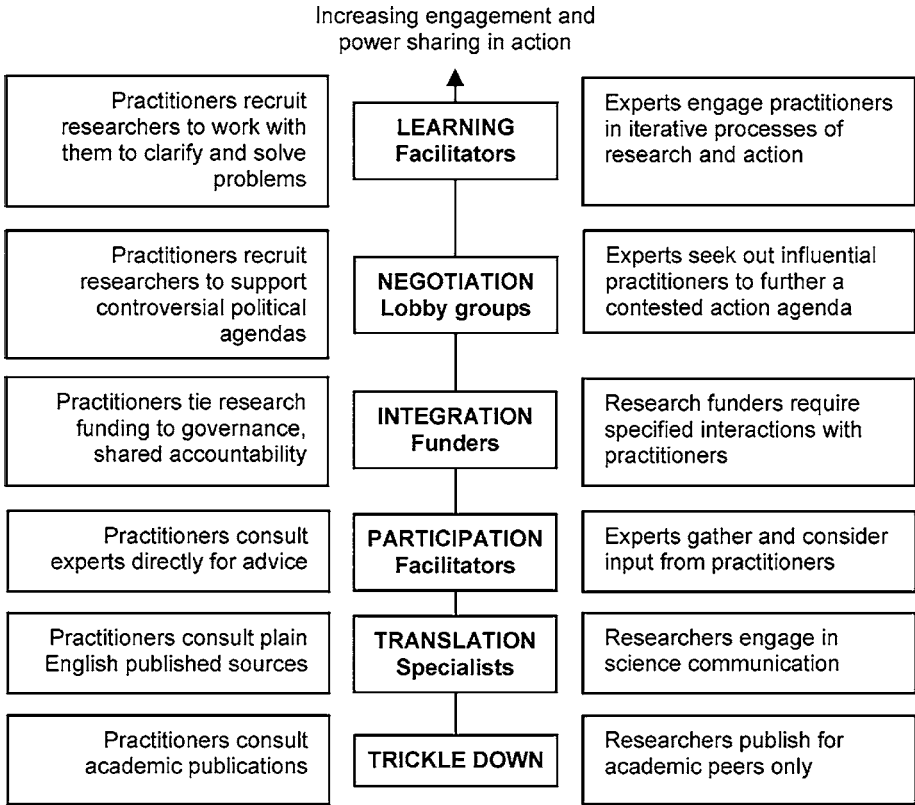 Increasing engagement and
power sharing in action
Practitioners recruit
researchers to work with
them to clarify and solve
problems
LEARNING
Facilitators
Experts engage practitioners
in iterative processes of
research and action
Practitioners recruit
researchers to support
controversial political
agendas
NEGOTIATION
Lobby groups
Experts seek out influential
practitioners to further a
contested action agenda
Practitioners tie research
funding to governance,
shared accountability
INTEGRATION
Funders
Research funders require
specified interactions with
practitioners
Practitioners consult
experts directly for advice
PARTICIPATION
Facilitators
Experts gather and consider
input from practitioners
Practitioners consult plain
English published sources
TRANSLATION
Specialists
Researchers engage in
science communication
Practitioners consult
academic publications
TRICKLE DOWN
Researchers publish for
academic peers only